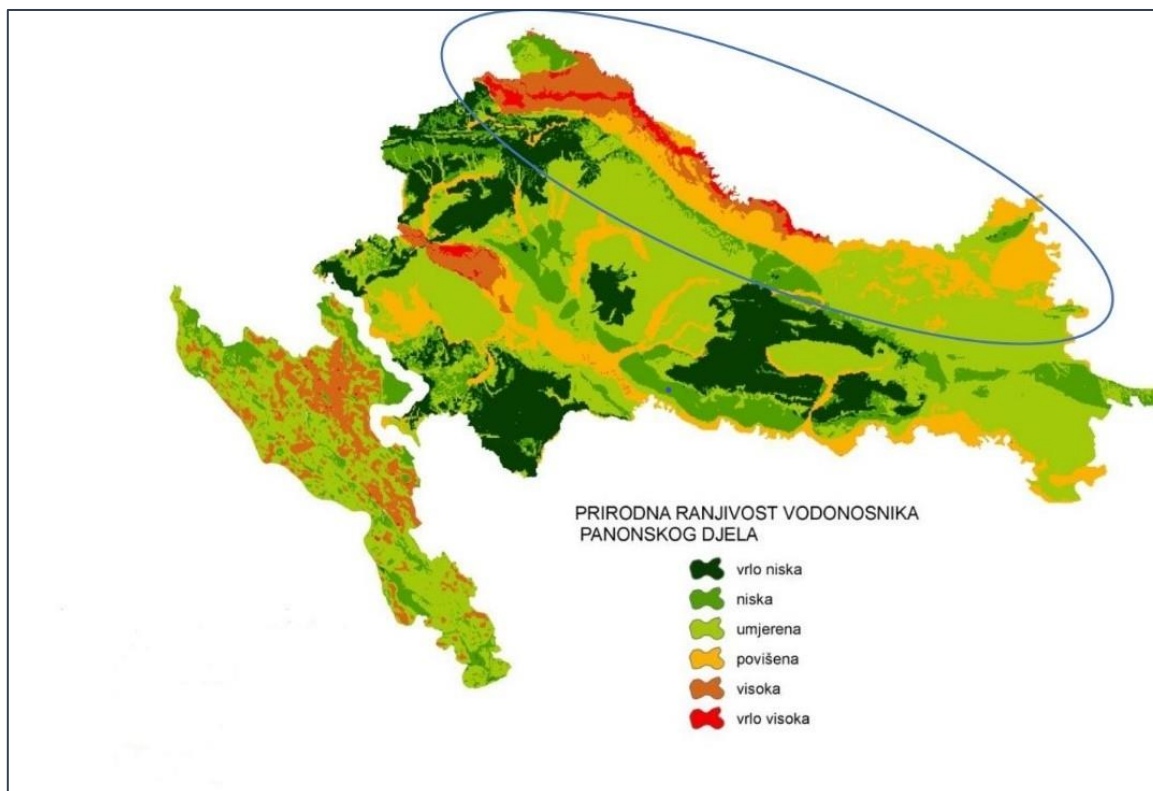 PRIRODNA RANJIVOST VODONOSNIKA
PANONSKOG DJELA
vrlo niska
niska
umjerena
povišena
visoka
vrlo visoka